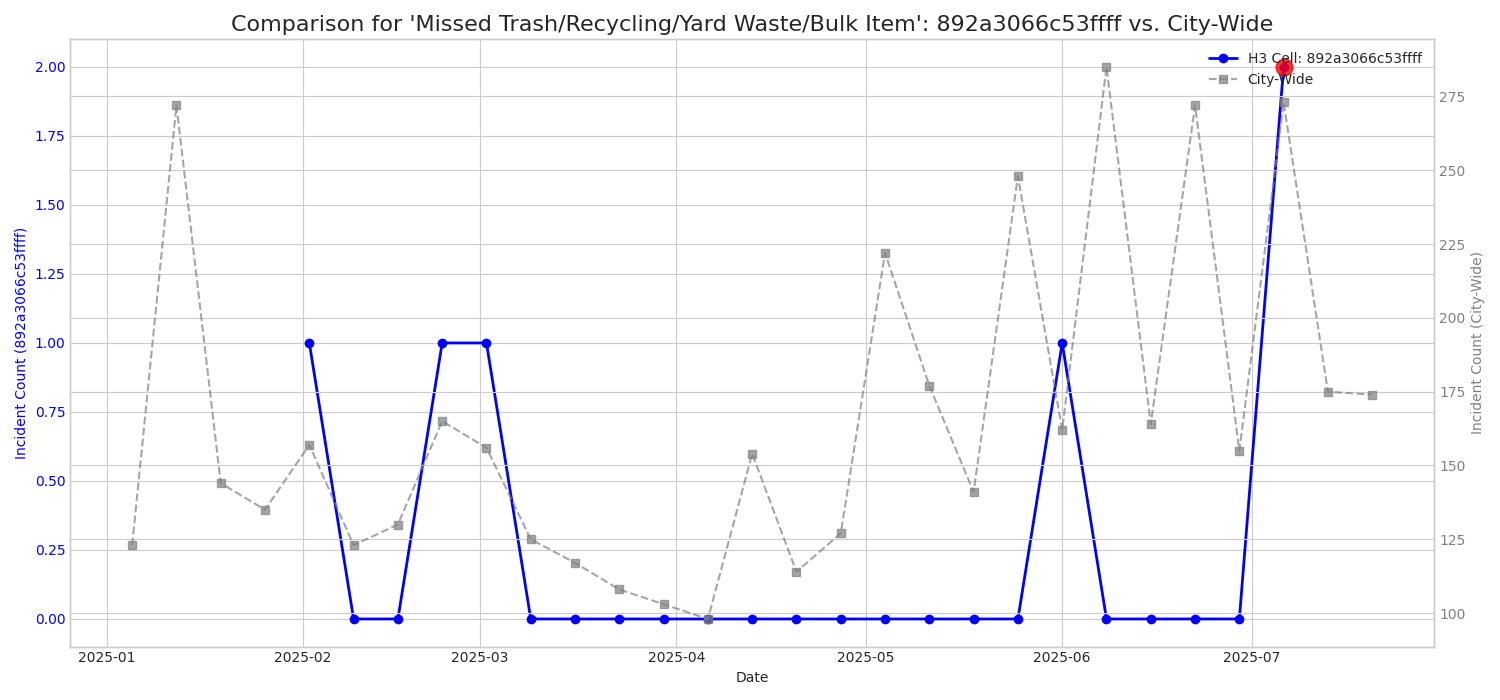 Comparison for 'Missed Trash/Recycling/Yard Waste/Bulk Item': 892a3066c53ffff vs. City-Wide
H3 Cell: 892a3066c53ffff
City-Wide
2.00
1.75
1.50
1.25
1.00
0.75
0.50
0.25
0.00
Incident Count (892a3066c53ffff)
275
250
225
200
175
150
125
100
Incident Count (City-Wide)
2025-01 2025-02 2025-03 2025-04 2025-05 2025-06 2025-07
Date